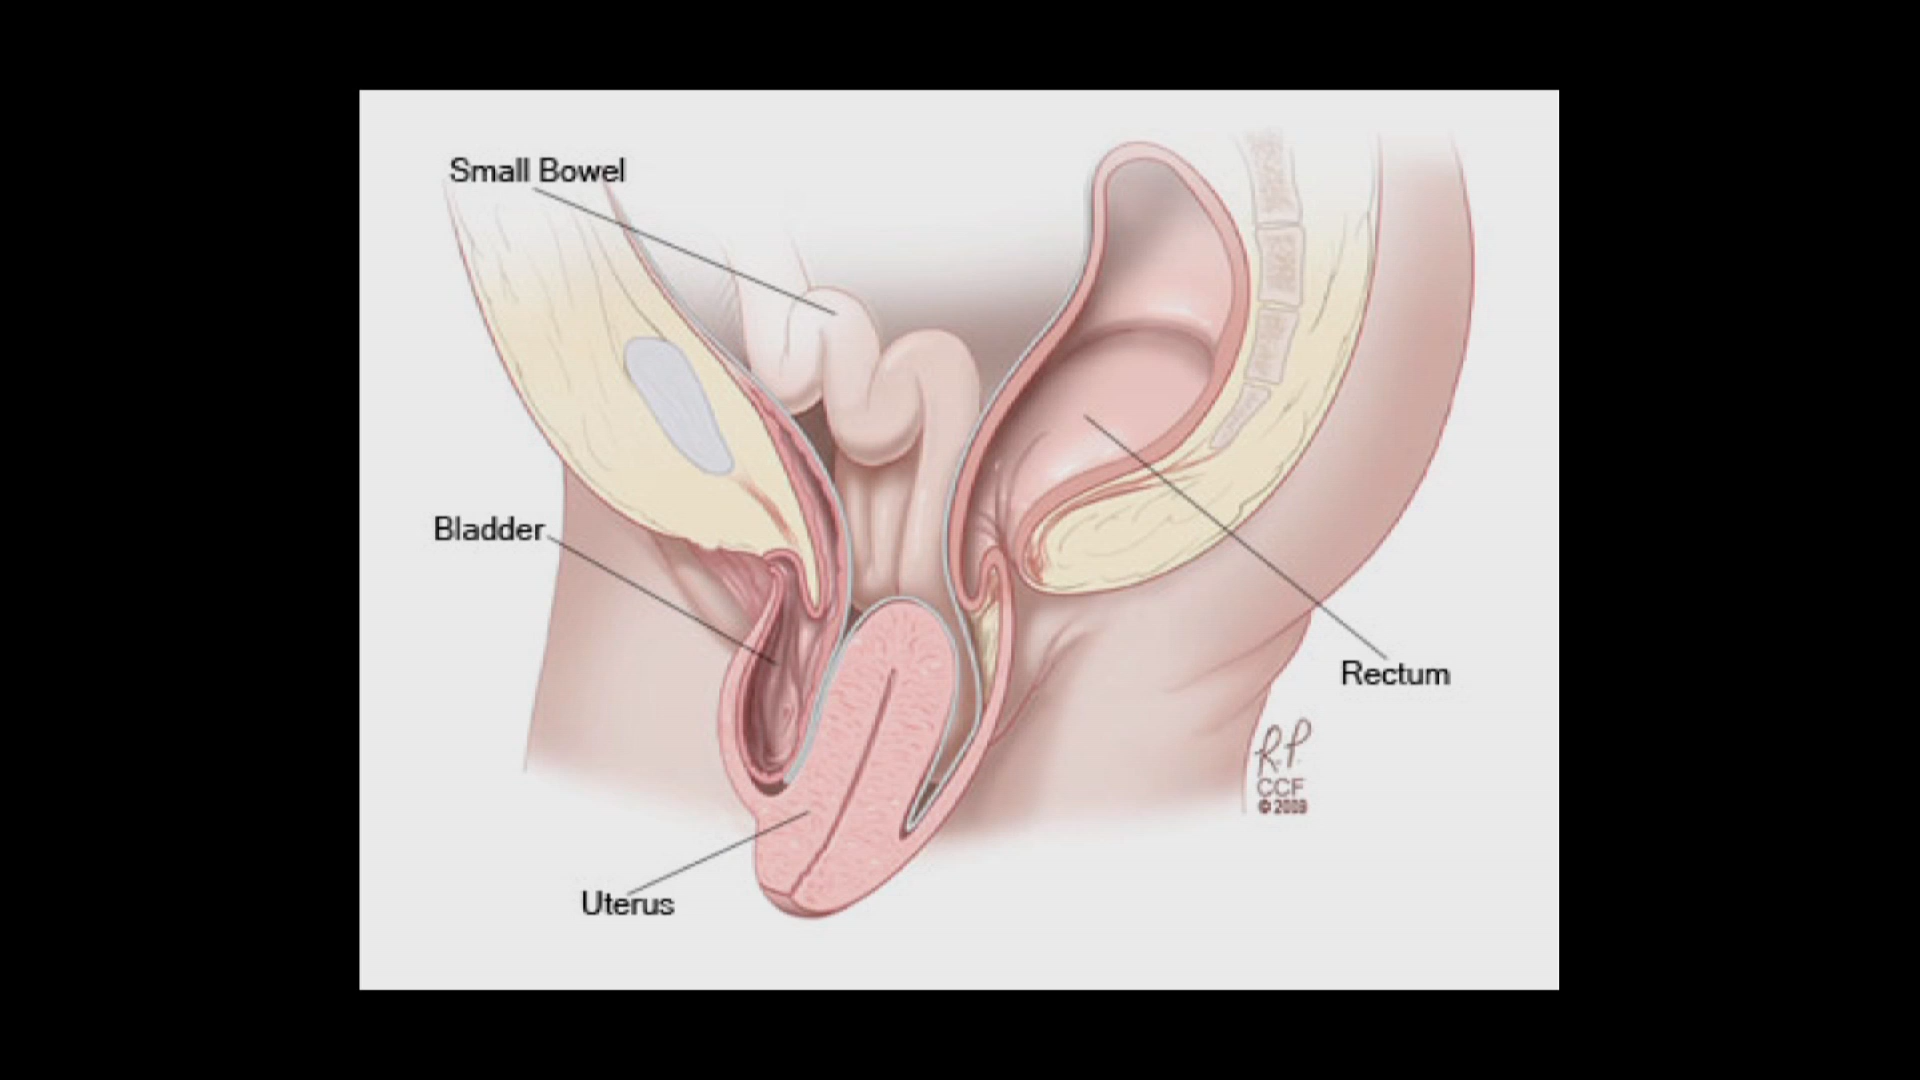 Small Bowel
Bladder
Rectum
R.P.
CCF
© 2009
Uterus